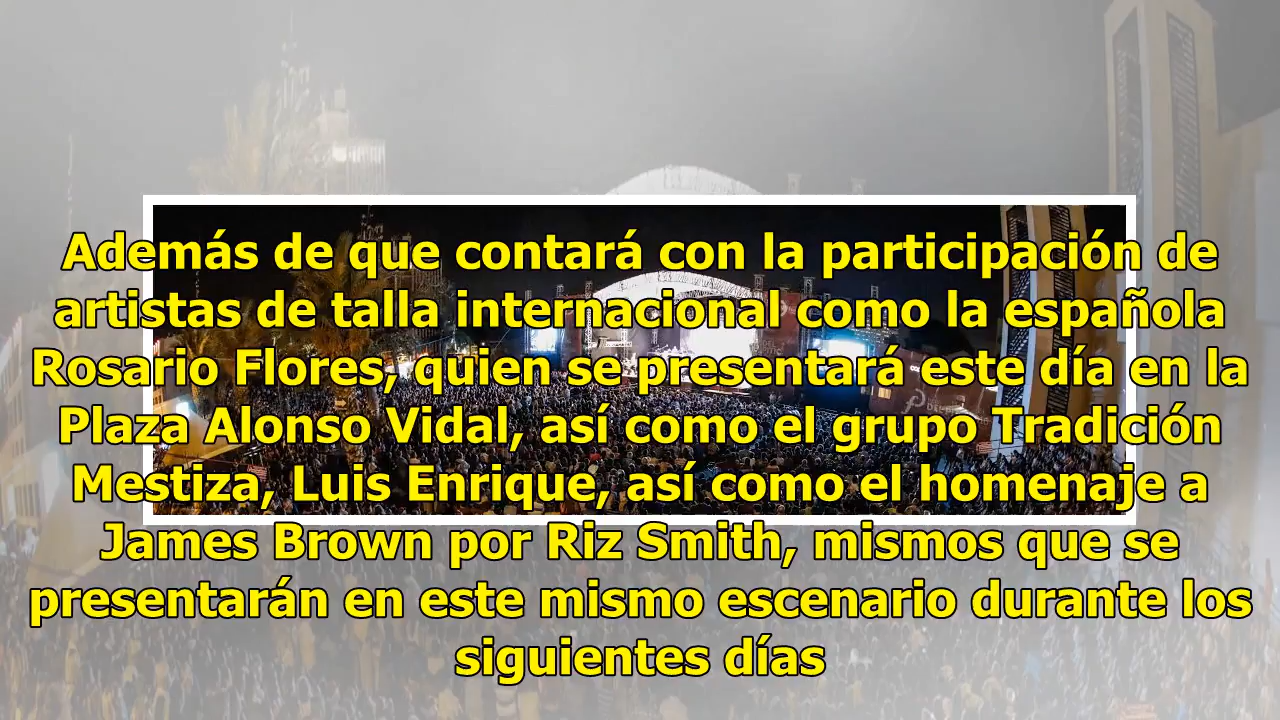 Además de que contará con la participación de
artistas de talla internacional como la española
Rosario Flores, quien se presentará este día en la
Plaza Alonso Vidal, así como el grupo Tradición
Mestiza, Luis Enrique, así como el homenaje a
James Brown por Riz Smith, mismos que se
presentarán en este mismo escenario durante los
siguientes días